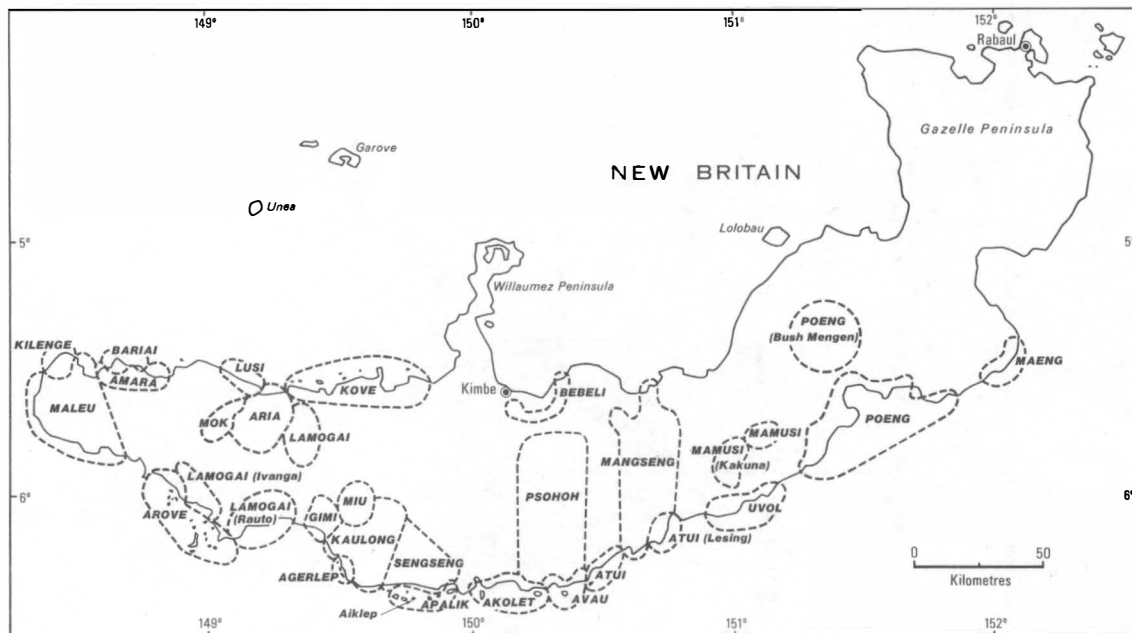 149°
150°
151°
152°
Rabaul
Gazelle Peninsula
Garove
NEW BRITAIN
Unea
Lolobau
5°
5°
Willaumez Peninsula
POENG
(Bush Mengen)
KILENGE
BARIAI
AMARA
LUSI
KOVE
Kimbe
BEBELI
MAENG
MALEU
MOK
ARIA
LAMOGAI
POENG
MAMUSI
MAMUSI
(Kakuna)
MANGSENG
PSOHOH
LAMOGAI (Ivanga)
6°
6°
AROVE
LAMOGAI
(Rauto)
GIMI
MIU
UVOL
KAULONG
ATUI (Lesing)
SENGSENG
AGERLEP
ATUI
Aiklep
APALIK
AKOLET
AVAU
0 50
Kilometres
149°
150°
151°
152°